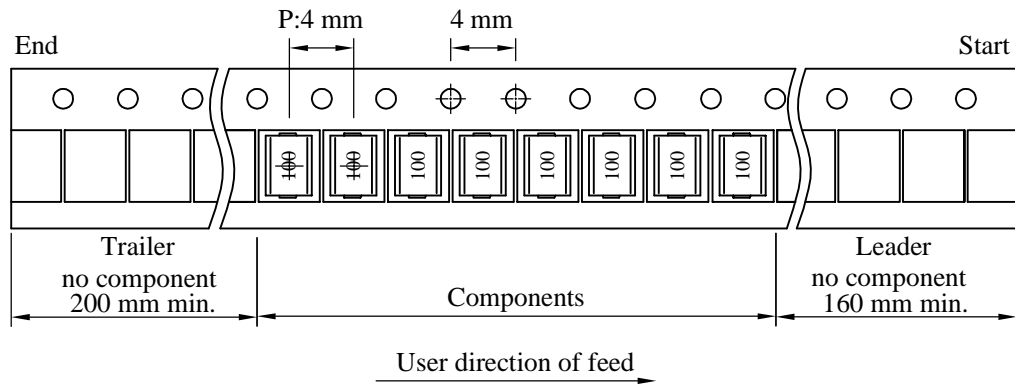 P:4 mm
4 mm
End
Start
100
100
100
100
100
100
100
100
Trailer
no component
200 mm min.
Components
Leader
no component
160 mm min.
User direction of feed